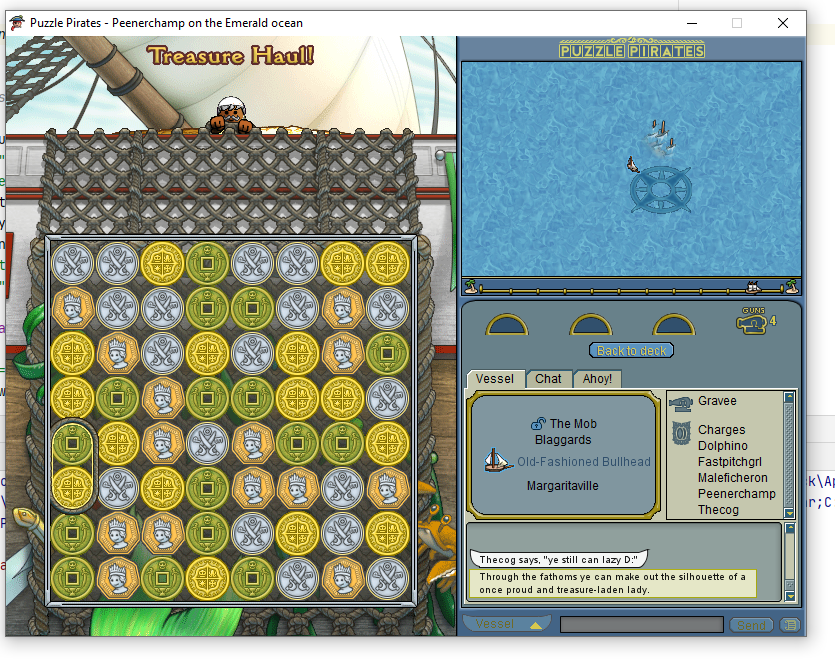 Puzzle Pirates - Peenerchamp on the Emerald ocean
Treasure Haul!
PUZZLE PIRATES
GUNS
4
Back to deck
Vessel
Chat
Ahoy!
The Mob
Blaggards
Old-Fashioned Bullhead
Margaritaville
Gravee
Charges
Dolphino
Fastpitchgrl
Maleficheron
Peenerchamp
Thecog
Thecog says, "ye still can lazy D:"
Through the fathoms ye can make out the silhouette of a
once proud and treasure-laden lady.
Vessel
Send